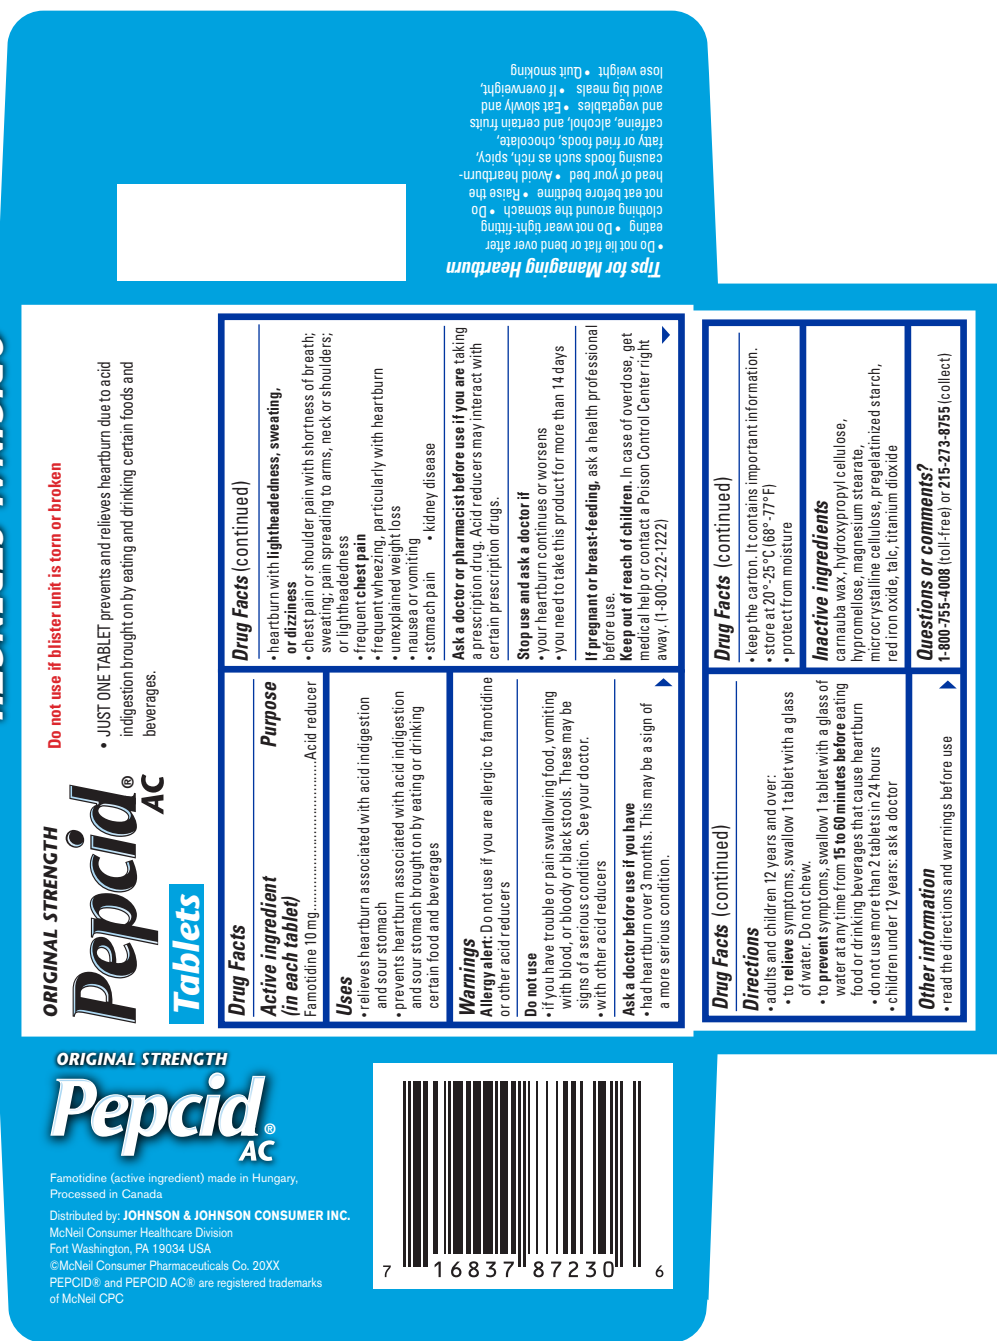 Tips for Managing Heartburn
• Do not lie flat or bend over after
eating • Do not wear tight-fitting
clothing around the stomach • Do
not eat before bedtime • Raise the
head of your bed • Avoid heartburn-
causing foods such as rich, spicy,
fatty or fried foods, chocolate,
caffeine, alcohol, and certain fruits
and vegetables • Eat slowly and
avoid big meals • If overweight,
lose weight • Quit smoking
ORIGINAL STRENGTH
Pepcid®
AC
Tablets
Do not use if blister unit is torn or broken
• JUST ONE TABLET prevents and relieves heartburn due to acid
indigestion brought on by eating and drinking certain foods and
beverages.
Drug Facts
Active ingredient Purpose
(in each tablet)
Famotidine 10 mg....................................Acid reducer
Uses
• relieves heartburn associated with acid indigestion
and sour stomach
• prevents heartburn associated with acid indigestion
and sour stomach brought on by eating or drinking
certain food and beverages
Warnings
Allergy alert: Do not use if you are allergic to famotidine
or other acid reducers
Do not use
• if you have trouble or pain swallowing food, vomiting
with blood, or bloody or black stools. These may be
signs of a serious condition. See your doctor.
• with other acid reducers
Ask a doctor before use if you have
• had heartburn over 3 months. This may be a sign of
a more serious condition.
Drug Facts (continued)
• heartburn with lightheadedness, sweating,
or dizziness
• chest pain or shoulder pain with shortness of breath;
sweating; pain spreading to arms, neck or shoulders;
or lightheadedness
• frequent chest pain
• frequent wheezing, particularly with heartburn
• unexplained weight loss
• nausea or vomiting
• stomach pain • kidney disease
Ask a doctor or pharmacist before use if you are taking
a prescription drug. Acid reducers may interact with
certain prescription drugs.
Stop use and ask a doctor if
• your heartburn continues or worsens
• you need to take this product for more than 14 days
If pregnant or breast-feeding, ask a health professional
before use.
Keep out of reach of children. In case of overdose, get
medical help or contact a Poison Control Center right
away. (1-800-222-1222)
Drug Facts (continued)
Directions
• adults and children 12 years and over:
• to relieve symptoms, swallow 1 tablet with a glass
of water. Do not chew.
• to prevent symptoms, swallow 1 tablet with a glass of
water at any time from 15 to 60 minutes before eating
food or drinking beverages that cause heartburn
• do not use more than 2 tablets in 24 hours
• children under 12 years: ask a doctor
Other information
• read the directions and warnings before use
Drug Facts (continued)
• keep the carton. It contains important information.
• store at 20°-25°C (68°-77°F)
• protect from moisture
Inactive ingredients
carnauba wax, hydroxypropyl cellulose,
hypromellose, magnesium stearate,
microcrystalline cellulose, pregelatinized starch,
red iron oxide, talc, titanium dioxide
Questions or comments?
1-800-755-4008 (toll-free) or 215-273-8755 (collect)
ORIGINAL STRENGTH
Pepcid®
AC
Famotidine (active ingredient) made in Hungary,
Processed in Canada
Distributed by: JOHNSON & JOHNSON CONSUMER INC.
McNeil Consumer Healthcare Division
Fort Washington, PA 19034 USA
©McNeil Consumer Pharmaceuticals Co. 20XX
PEPCID® and PEPCID AC® are registered trademarks
of McNeil CPC
7 16837 87230 6